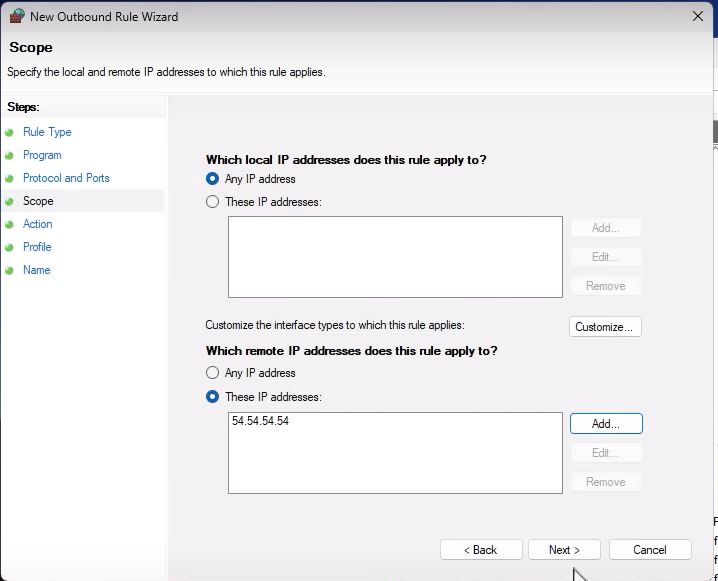 New Outbound Rule Wizard
Scope
Specify the local and remote IP addresses to which this rule applies.
Steps:
Rule Type
Program
Protocol and Ports
Scope
Action
Profile
Name
Which local IP addresses does this rule apply to?
Any IP address
These IP addresses:
Add...
Edit...
Remove
Customize the interface types to which this rule applies:
Customize...
Which remote IP addresses does this rule apply to?
Any IP address
These IP addresses:
54.54.54.54
Add...
Edit...
Remove
< Back
Next >
Cancel